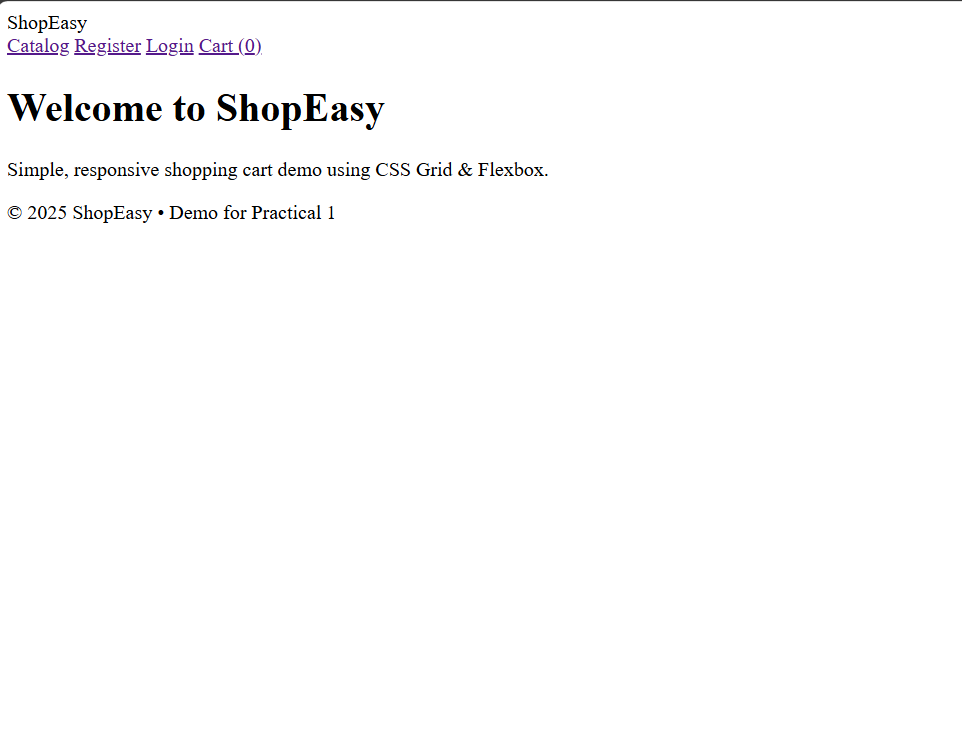 ShopEasy
Catalog Register Login Cart (0)
Welcome to ShopEasy
Simple, responsive shopping cart demo using CSS Grid & Flexbox.
© 2025 ShopEasy • Demo for Practical 1